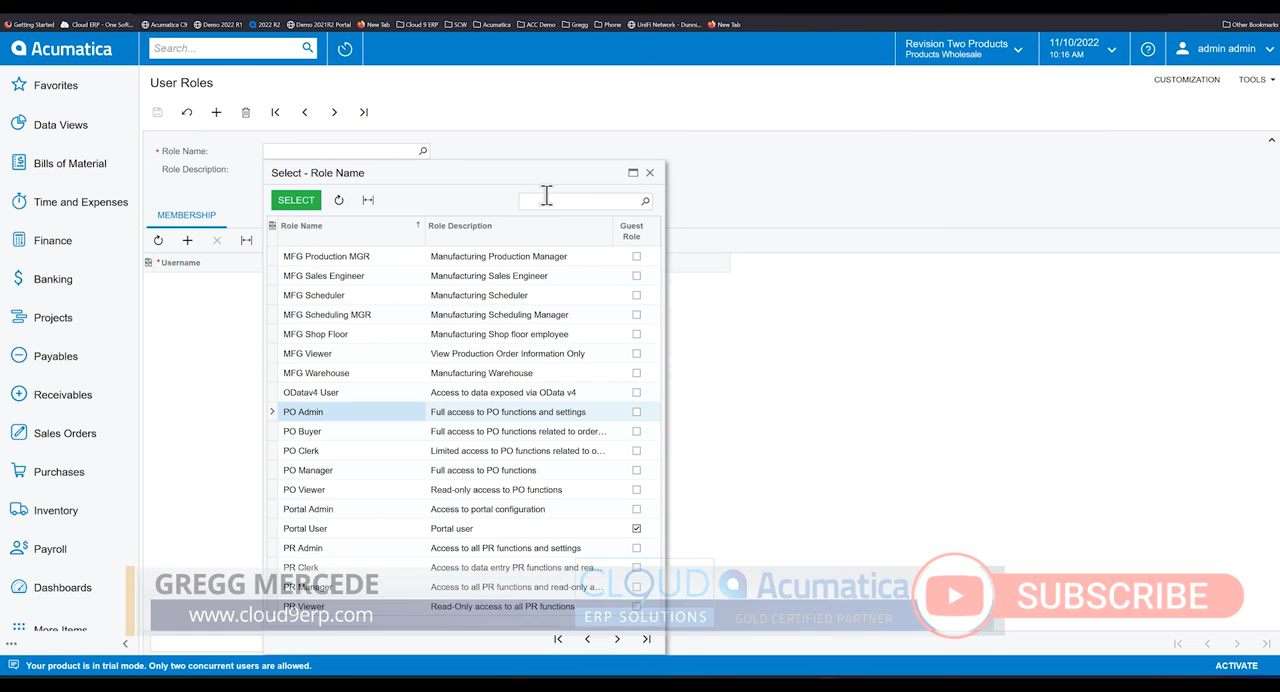 Getting Started
Cloud ERP - One Soft...
Acumatica C9
Demo 2022 R1
2022 R2
Demo 2021R2 Portal
New Tab
Cloud 9 ERP
SCW
Acumatica
ACC Demo
Gregg
Phone
UniFi Network - Dunni...
New Tab
Other Bookmarks
Acumatica
Search...
Revision Two Products
Products Wholesale
11/10/2022
10:16 AM
admin admin
Favorites
Data Views
Bills of Material
Time and Expenses
Finance
Banking
Projects
Payables
Receivables
Sales Orders
Purchases
Inventory
Payroll
Dashboards
More Items
User Roles
CUSTOMIZATION
TOOLS
* Role Name:
Role Description:
MEMBERSHIP
* Username
Select - Role Name
SELECT
Role Name
Role Description
Guest
Role
MFG Production MGR
Manufacturing Production Manager
MFG Sales Engineer
Manufacturing Sales Engineer
MFG Scheduler
Manufacturing Scheduler
MFG Scheduling MGR
Manufacturing Scheduling Manager
MFG Shop Floor
Manufacturing Shop floor employee
MFG Viewer
View Production Order Information Only
MFG Warehouse
Manufacturing Warehouse
ODatav4 User
Access to data exposed via OData v4
PO Admin
Full access to PO functions and settings
PO Buyer
Full access to PO functions related to order...
PO Clerk
Limited access to PO functions related to o...
PO Manager
Full access to PO functions
PO Viewer
Read-only access to PO functions
Portal Admin
Access to portal configuration
Portal User
Portal user
PR Admin
Access to all PR functions and settings
PR Clerk
Access to data entry PR functions and rea...
PR Manager
Access to all PR functions and read-only a...
PR Viewer
Read-Only access to all PR functions
GREGG MERCEDE
www.cloud9erp.com
CLOUD
ERP SOLUTIONS
Acumatica
GOLD CERTIFIED PARTNER
SUBSCRIBE
Your product is in trial mode. Only two concurrent users are allowed.
ACTIVATE